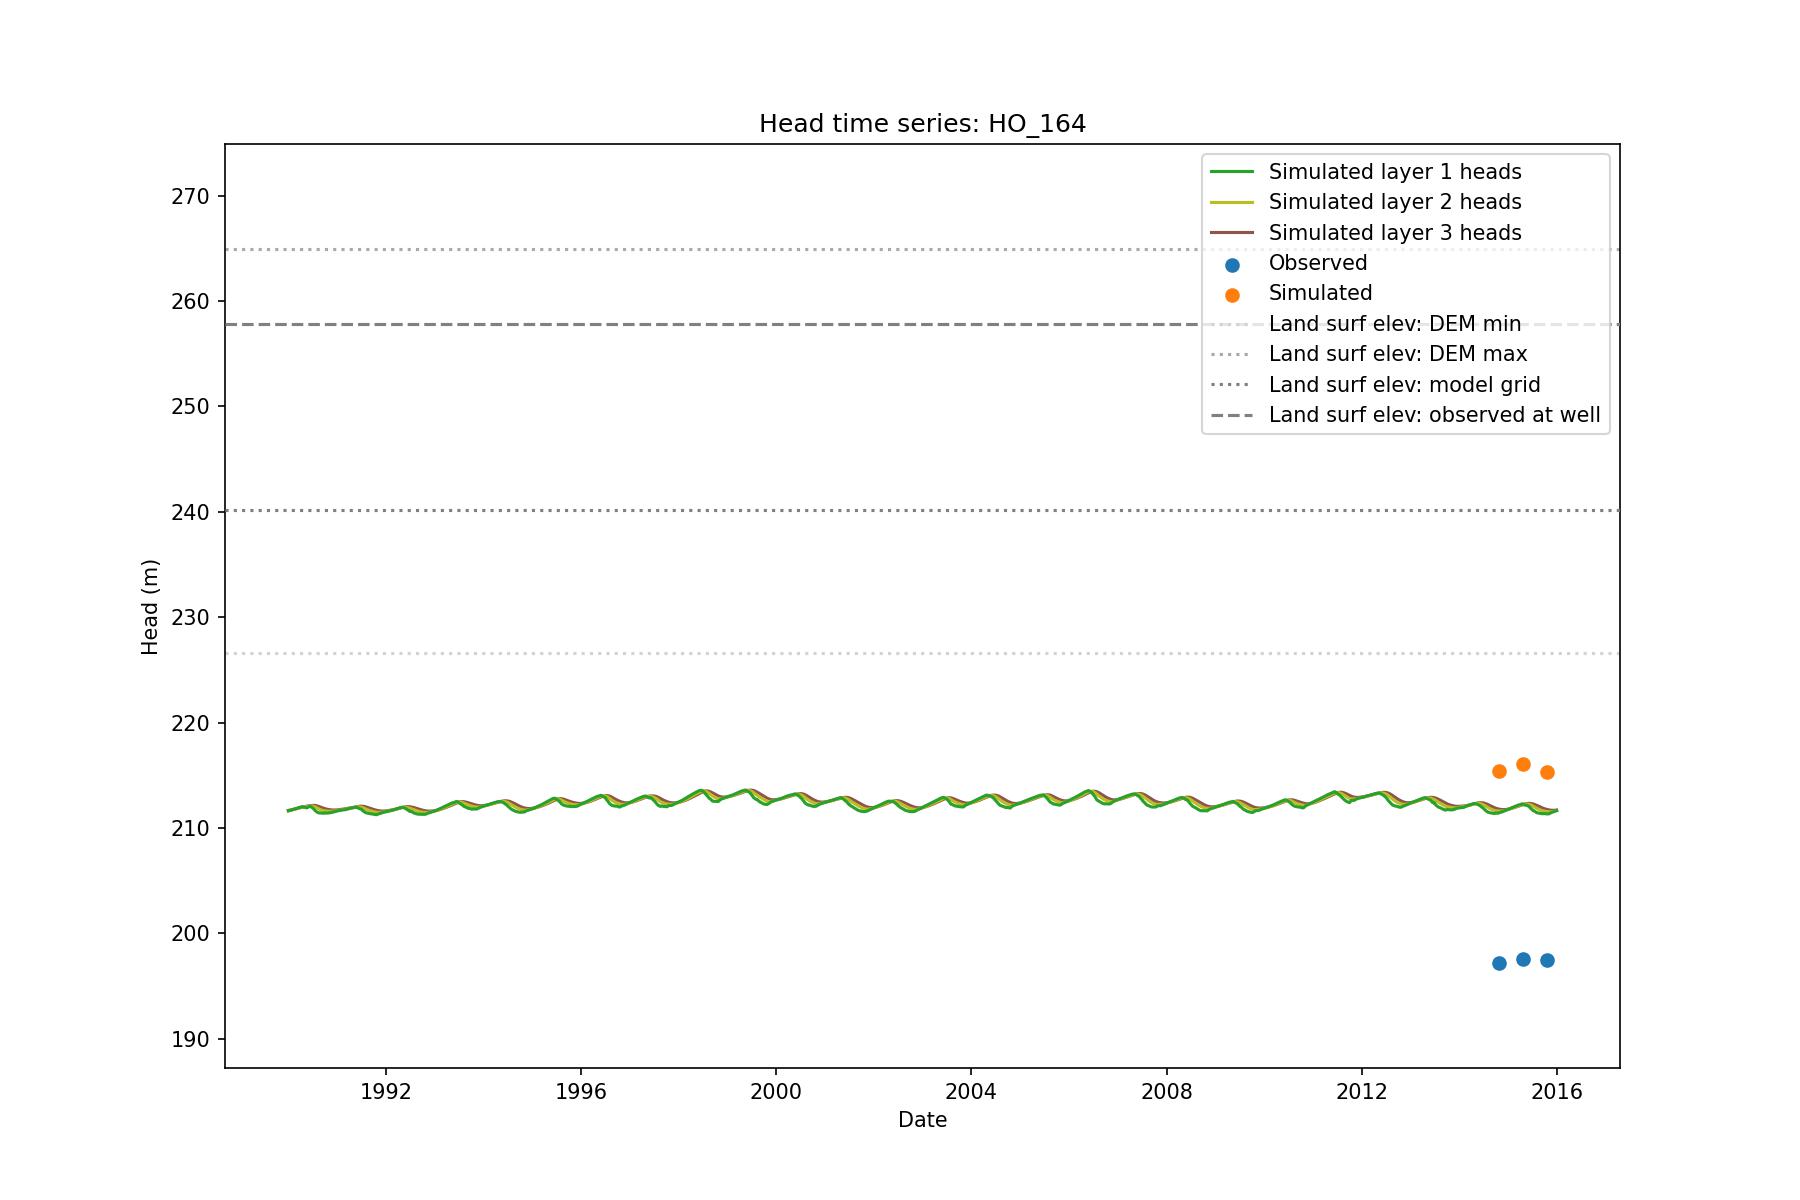 Head time series: HO_164
270
260
250
240
230
220
210
200
190
Head (m)
Simulated layer 1 heads
Simulated layer 2 heads
Simulated layer 3 heads
Observed
Simulated
Land surf elev: DEM min
Land surf elev: DEM max
Land surf elev: model grid
Land surf elev: observed at well
1992 1996 2000 2004 2008 2012 2016
Date